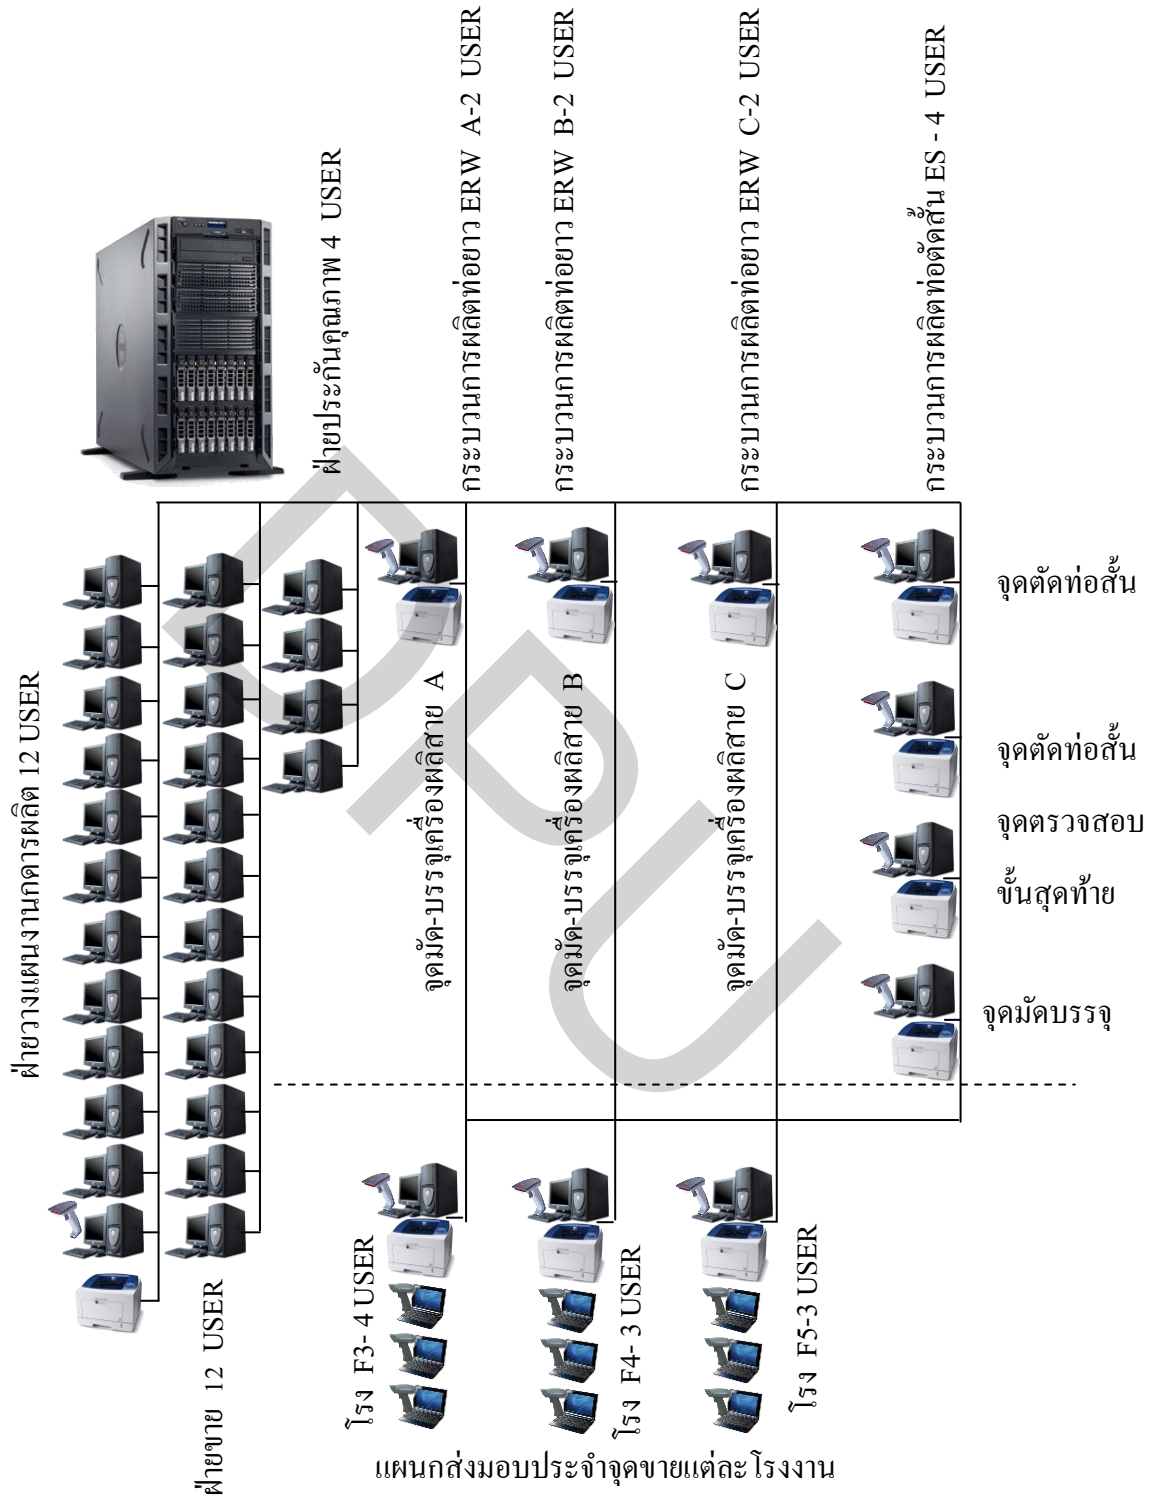 ฝ่ายประกันคุณภาพ 4 USER
กระบวนการผลิตท่อยาว ERW A-2 USER
กระบวนการผลิตท่อยาว ERW B-2 USER
กระบวนการผลิตท่อยาว ERW C-2 USER
กระบวนการผลิตท่อตัดสั้น ES - 4 USER
จุดตัดท่อสั้น
จุดตัดท่อสั้น
จุดตรวจสอบ
ขั้นสุดท้าย
จุดมัดบรรจุ
จุดมัด-บรรจุเครื่องผลิสาย A
จุดมัด-บรรจุเครื่องผลิสาย B
จุดมัด-บรรจุเครื่องผลิสาย C
ฝ่ายวางแผนงานกดารผลิต 12 USER
ฝ่ายขาย 12 USER
โรง F3- 4 USER
โรง F4- 3 USER
โรง F5-3 USER
แผนกส่งมอบประจำจุดขายแต่ละโรงงาน
DPU